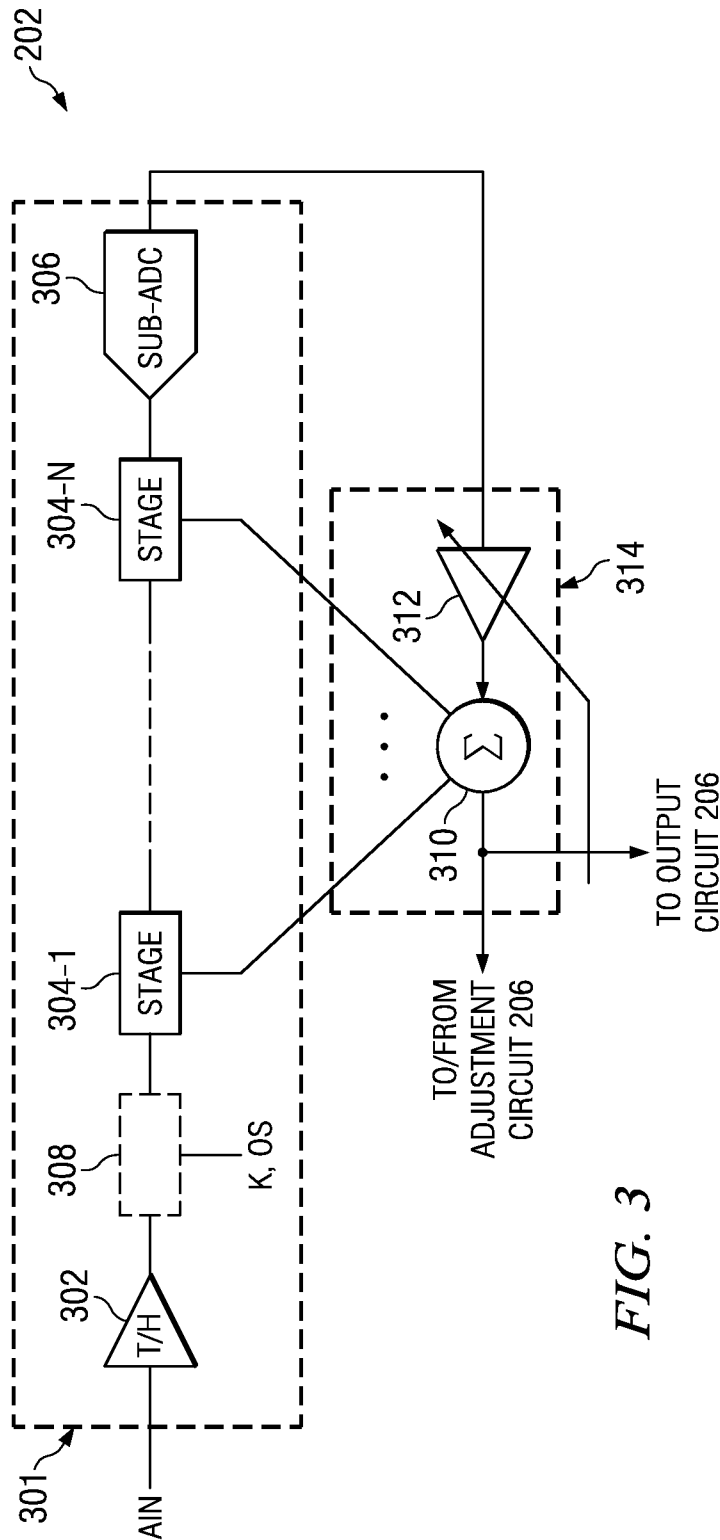 202
301
AIN
302
T/H
308
K, OS
304-1
STAGE
304-N
STAGE
306
SUB-ADC
310
Σ
312
314
TO/FROM
ADJUSTMENT
CIRCUIT 206
TO OUTPUT
CIRCUIT 206
FIG. 3